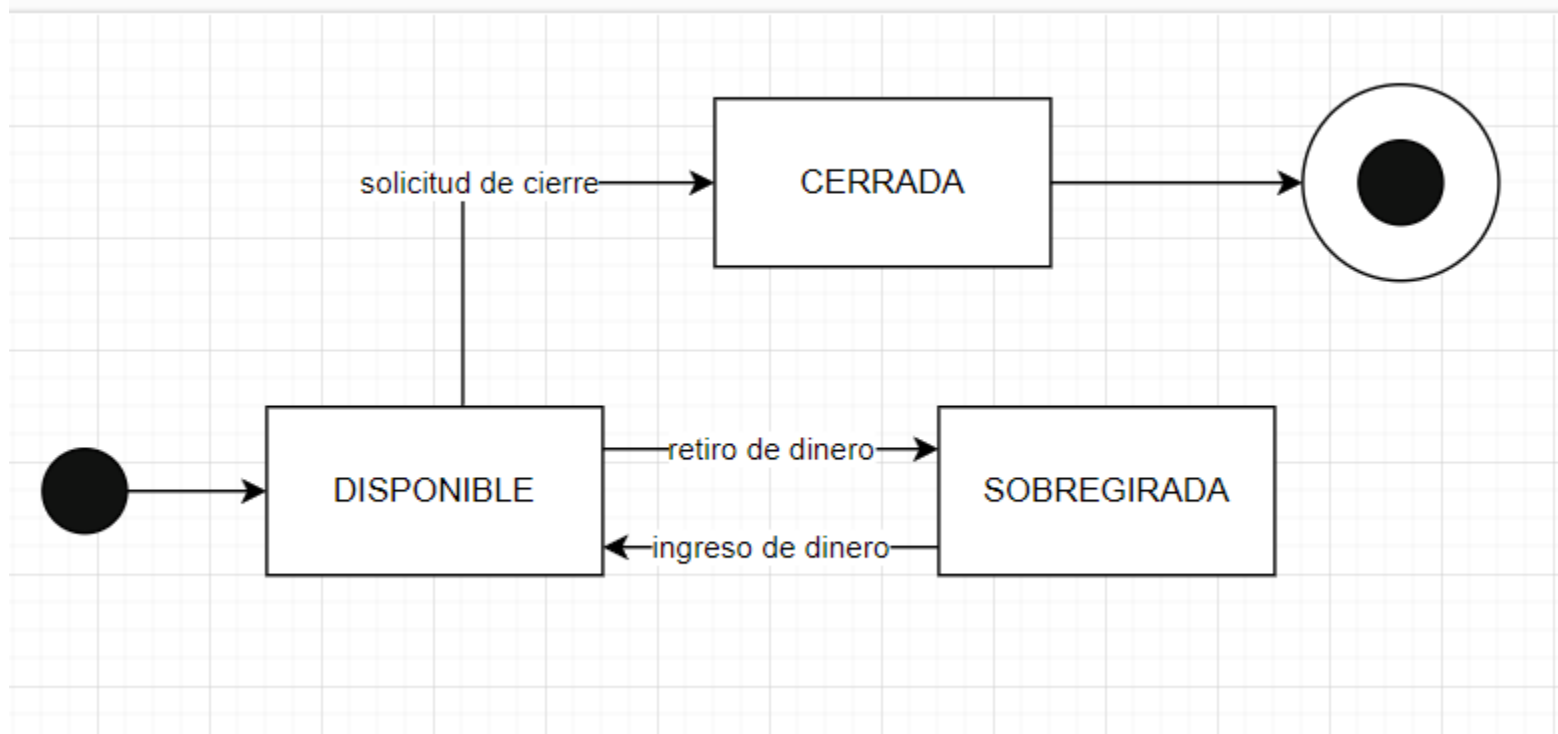 solicitud de cierre
CERRADA
DISPONIBLE
retiro de dinero
SOBREGIRADA
ingreso de dinero